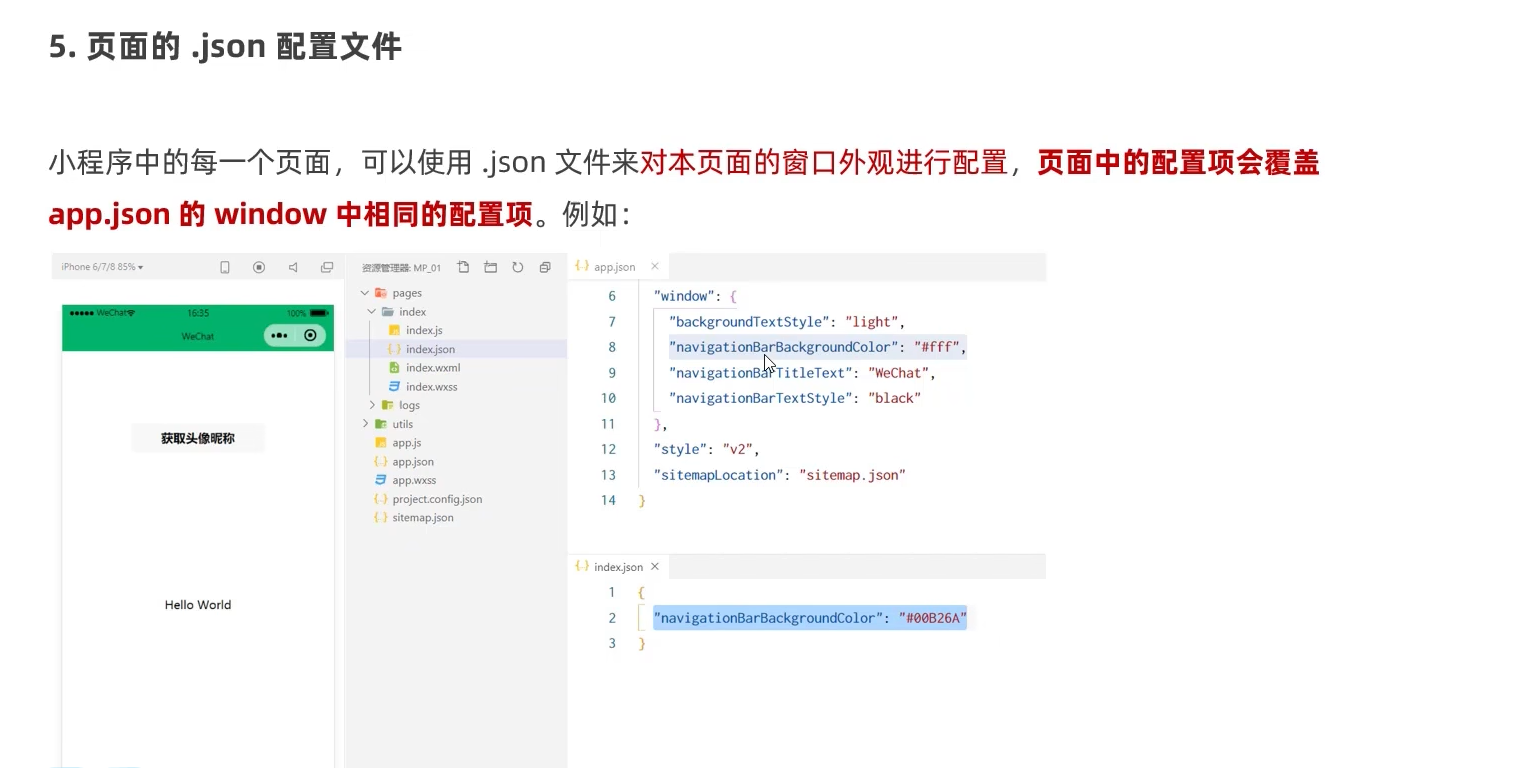 5. 页面的 .json 配置文件
小程序中的每一个页面，可以使用 .json 文件来对本页面的窗口外观进行配置，页面中的配置项会覆盖
app.json 的 window 中相同的配置项。例如：
iPhone 6/7/8 85%
WeChat 16:35 100%
WeChat
获取头像昵称
Hello World
资源管理器: MP_01
pages
index
index.js
index.json
index.wxml
index.wxss
logs
utils
app.js
app.json
app.wxss
project.config.json
sitemap.json
app.json
6 "window": {
7 "backgroundTextStyle": "light",
8 "navigationBarBackgroundColor": "#fff",
9 "navigationBarTitleText": "WeChat",
10 "navigationBarTextStyle": "black"
11 },
12 "style": "v2",
13 "sitemapLocation": "sitemap.json"
14 }
index.json
1 {
2 "navigationBarBackgroundColor": "#00B26A"
3 }